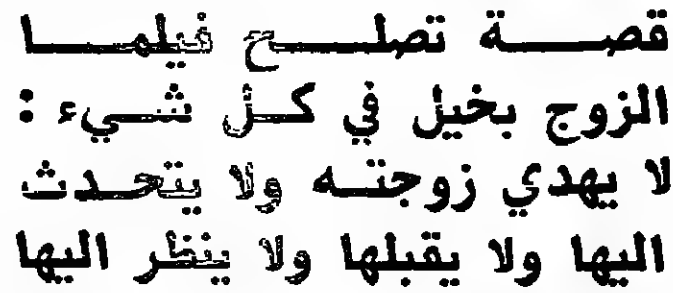 قصة تصلح فيلما
الزوج بخيل في كل شيء :
لا يهدي زوجته ولا يتحدث
اليها ولا يقبلها ولا ينظر اليها